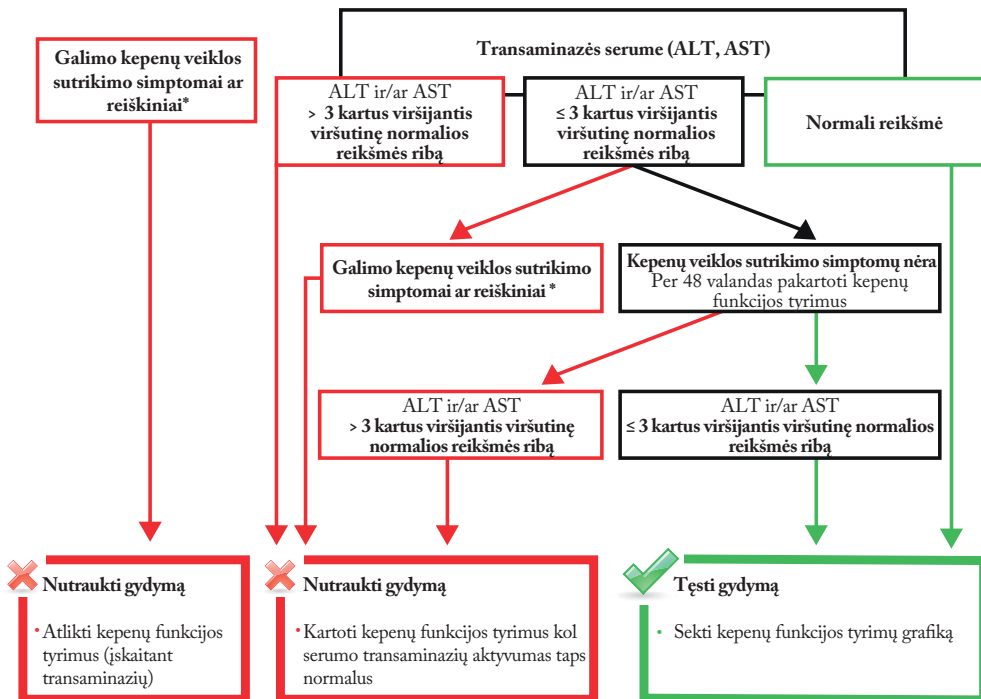 Galimo kepenų veiklos
sutrikimo simptomai ar
reiškiniai*
Transaminazės serume (ALT, AST)
ALT ir/ar AST
> 3 kartus viršijantis
viršutinę normalios
reikšmės ribą
ALT ir/ar AST
≤ 3 kartus viršijantis
viršutinę normalios
reikšmės ribą
Normali reikšmė
Galimo kepenų veiklos sutrikimo
simptomai ar reiškiniai *
Kepenų veiklos sutrikimo simptomų nėra
Per 48 valandas pakartoti kepenų
funkcijos tyrimus
ALT ir/ar AST
> 3 kartus viršijantis viršutinę
normalios reikšmės ribą
ALT ir/ar AST
≤ 3 kartus viršijantis viršutinę normalios
reikšmės ribą
Nutraukti gydymą
• Atlikti kepenų funkcijos
tyrimus (įskaitant
transaminazių)
Nutraukti gydymą
• Kartoti kepenų funkcijos tyrimus kol
serumo transaminazių aktyvumas taps
normalus
Tęsti gydymą
• Sekti kepenų funkcijos tyrimų grafiką